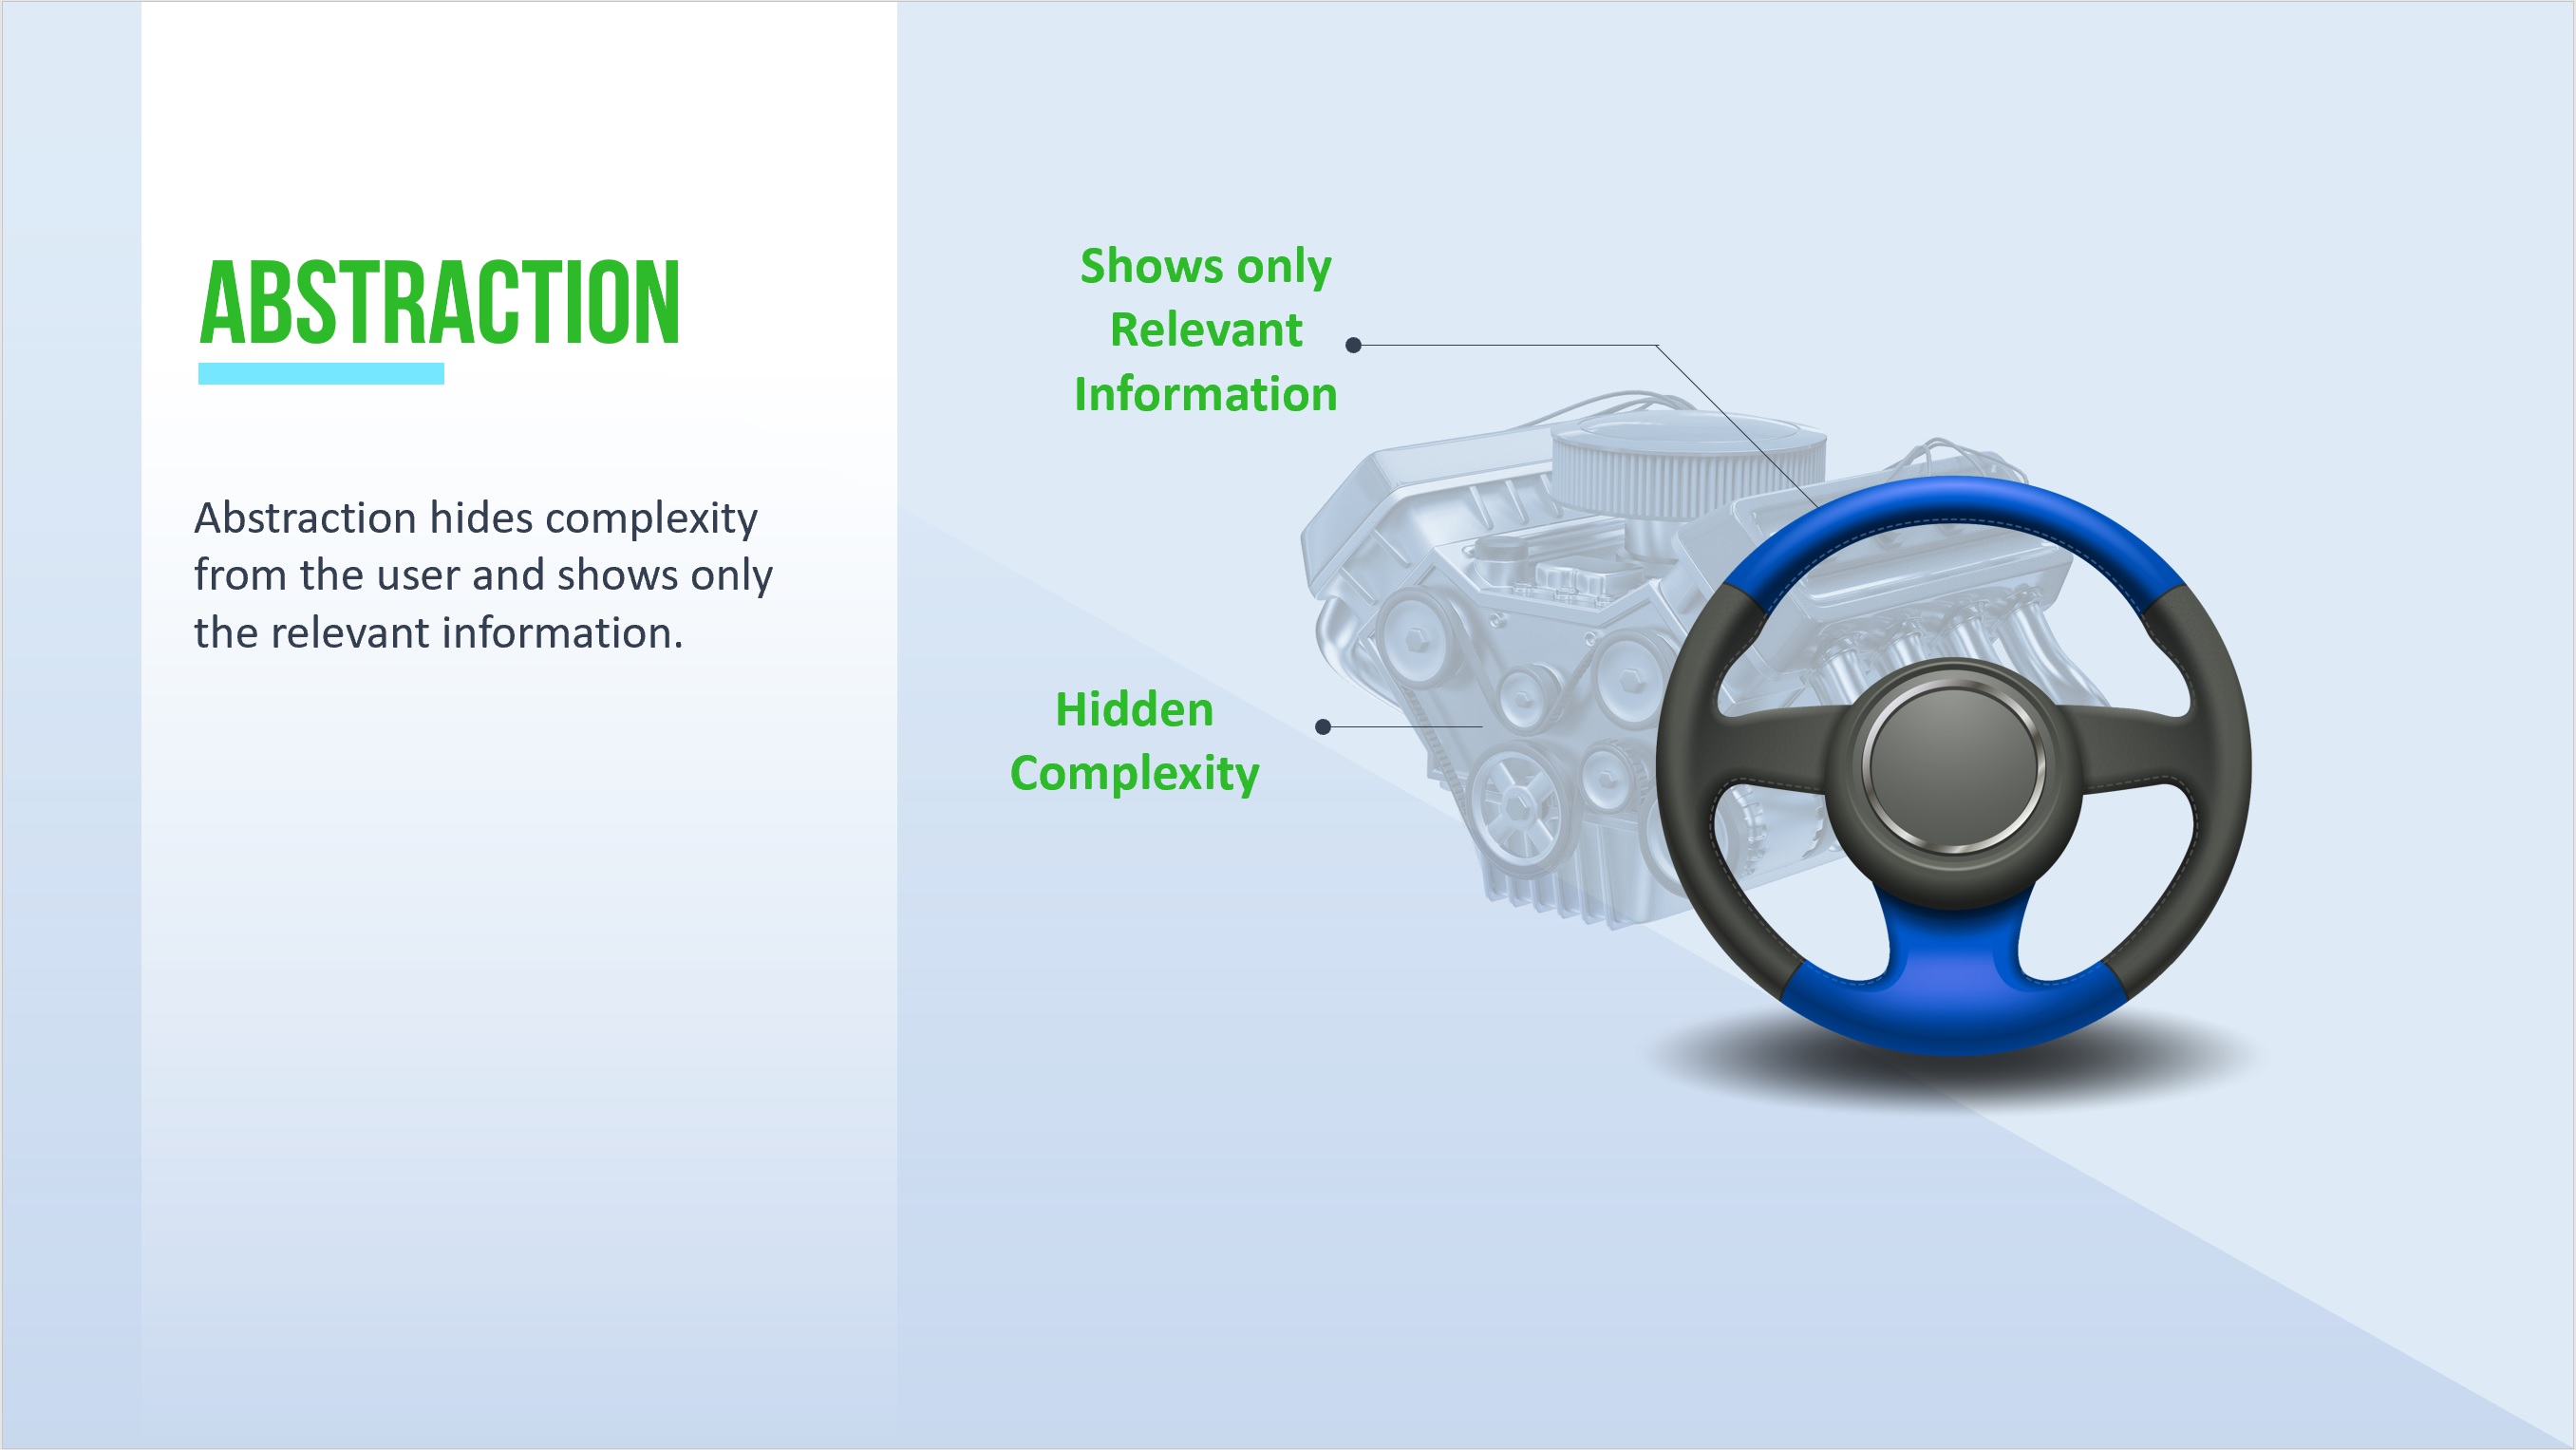 ABSTRACTION
Abstraction hides complexity
from the user and shows only
the relevant information.
Shows only
Relevant
Information
Hidden
Complexity